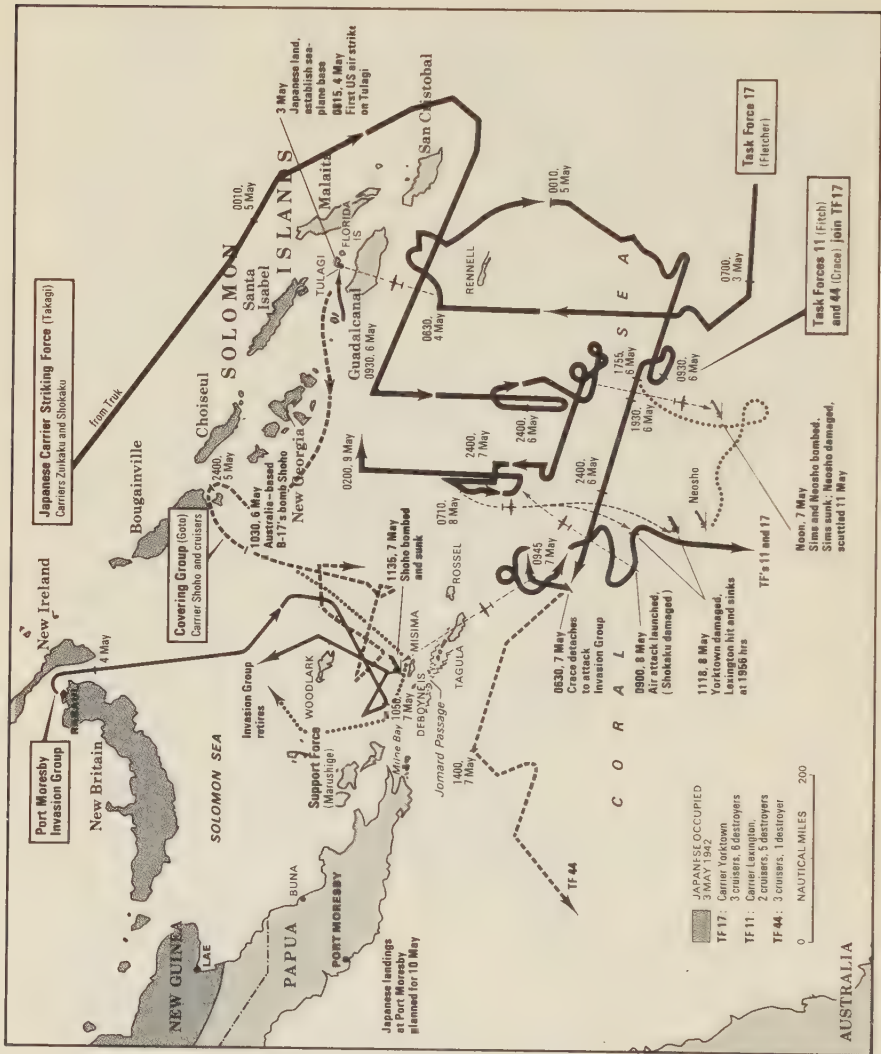 Japanese Carrier Striking Force (Takagi)
Carriers Zuikaku and Shokaku
from Truk
New Ireland
Port Moresby
Invasion Group
RABAUL
4 May
New Britain
Bougainville
Choiseul
SOLOMON
ISLANDS
Santa
Isabel
Malaita
FLORIDA
IS
TULAGI
San Cristobal
Guadalcanal
New Georgia
RENNELL
0010,
5 May
3 May
Japanese land,
establish sea-
plane base
0815, 4 May
First US air strike
on Tulagi
Covering Group (Goto)
Carrier Shoho and cruisers
2400,
5 May
1030, 6 May
Australia-based
B-17's bomb Shoho
Invasion Group
retires
SOLOMON SEA
WOODLARK
Support Force
(Marushige)
1135, 7 May
Shoho bombed
and sunk
MISIMA
ROSSEL
Milne Bay
1050,
7 May
DEBOYNE IS
TAGULA
Jomard Passage
NEW GUINEA
LAE
PAPUA
BUNA
PORT MORESBY
Japanese landings
at Port Moresby
planned for 10 May
0930, 6 May
0200, 9 May
2400,
7 May
2400,
6 May
0710,
8 May
0945
7 May
2400,
6 May
0630,
4 May
0010,
5 May
1755,
6 May
1930,
6 May
0930,
6 May
0700,
3 May
Task Force 17
(Fletcher)
Task Forces 11 (Fitch)
and 44 (Crace) join TF 17
CORAL SEA
Neosho
Noon, 7 May
Sims and Neosho bombed.
Sims sunk; Neosho damaged,
scuttled 11 May
TF's 11 and 17
0630, 7 May
Crace detaches
to attack
Invasion Group
0900, 8 May
Air attack launched,
(Shokaku damaged)
1118, 8 May
Yorktown damaged,
Lexington hit and sinks
at 1956 hrs
1400,
7 May
TF 44
JAPANESE OCCUPIED
3 MAY 1942
TF 17: Carrier Yorktown
3 cruisers, 6 destroyers
TF 11: Carrier Lexington,
2 cruisers, 5 destroyers
TF 44: 3 cruisers, 1 destroyer
0 200
NAUTICAL MILES
AUSTRALIA